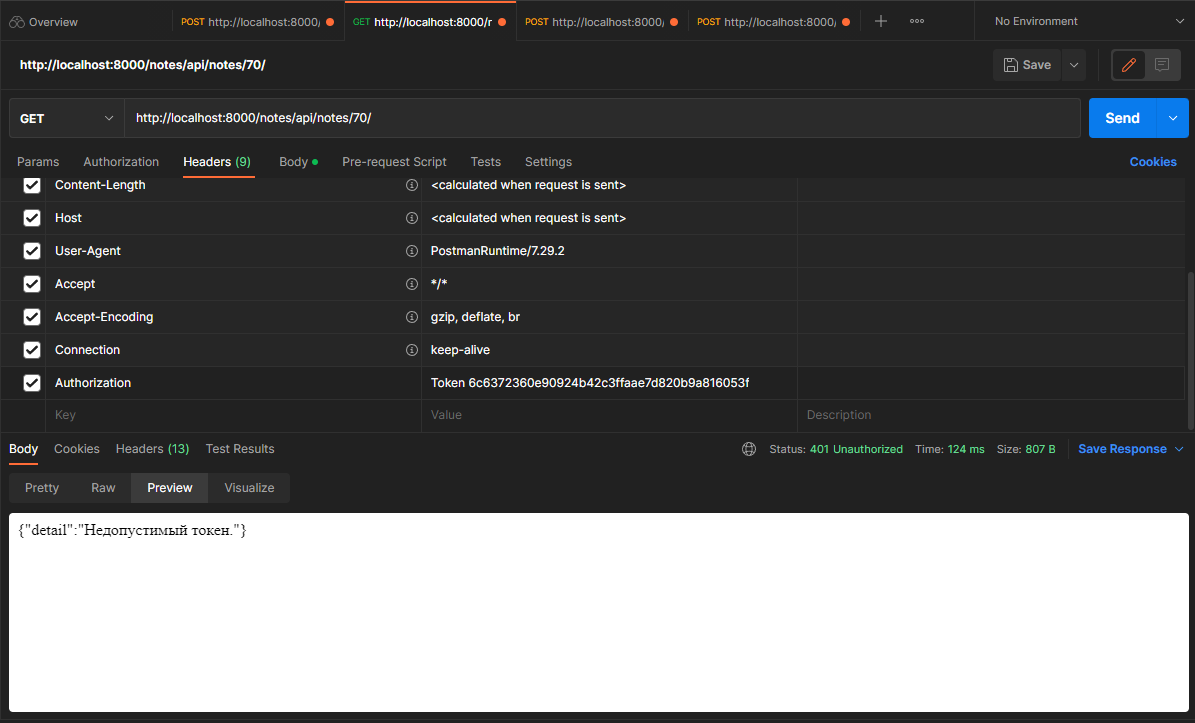 Overview
POST http://localhost:8000/
GET http://localhost:8000/r
POST http://localhost:8000/
POST http://localhost:8000/
No Environment
http://localhost:8000/notes/api/notes/70/
Save
GET http://localhost:8000/notes/api/notes/70/
Send
Params Authorization Headers (9) Body Pre-request Script Tests Settings Cookies
Content-Length <calculated when request is sent>
Host <calculated when request is sent>
User-Agent PostmanRuntime/7.29.2
Accept */*
Accept-Encoding gzip, deflate, br
Connection keep-alive
Authorization Token 6c6372360e90924b42c3ffaae7d820b9a816053f
Key Value Description
Body Cookies Headers (13) Test Results Status: 401 Unauthorized Time: 124 ms Size: 807 B Save Response
Pretty Raw Preview Visualize
{"detail":"Недопустимый токен."}